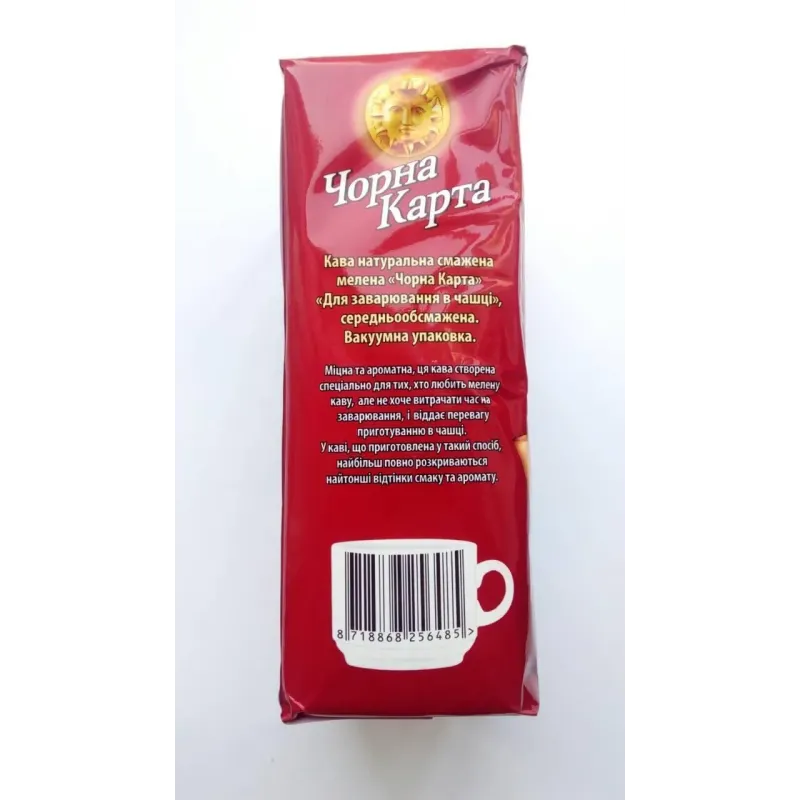 Чорна
Карта
Кава натуральна смажена
мелена «Чорна Карта»
«Для заварювання в чашці»,
середньообсмажена.
Вакуумна упаковка.
Міцна та ароматна, ця кава створена
спеціально для тих, хто любить мелену
каву, але не хоче витрачати час на
заварювання, і віддає перевагу
приготуванню в чашці.
У каві, що приготовлена у такий спосіб,
найбільш повно розкриваються
найтонші відтінки смаку та аромату.
8 718868 256485 >